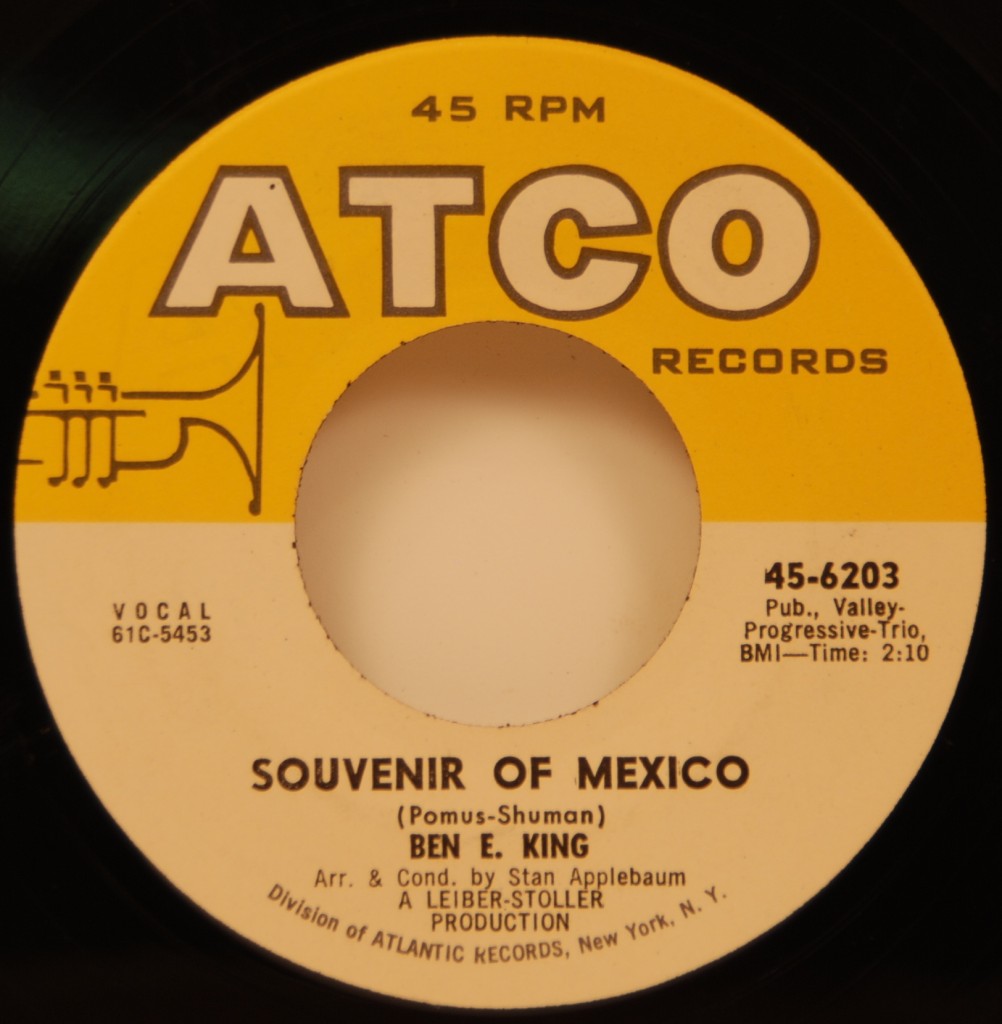 45 RPM
ATCO
RECORDS
VOCAL
61C-5453
45-6203
Pub., Valley-
Progressive-Trio,
BMI—Time: 2:10
SOUVENIR OF MEXICO
(Pomus-Shuman)
BEN E. KING
Arr. & Cond. by Stan Applebaum
A LEIBER-STOLLER
PRODUCTION
Division of ATLANTIC RECORDS, New York, N. Y.